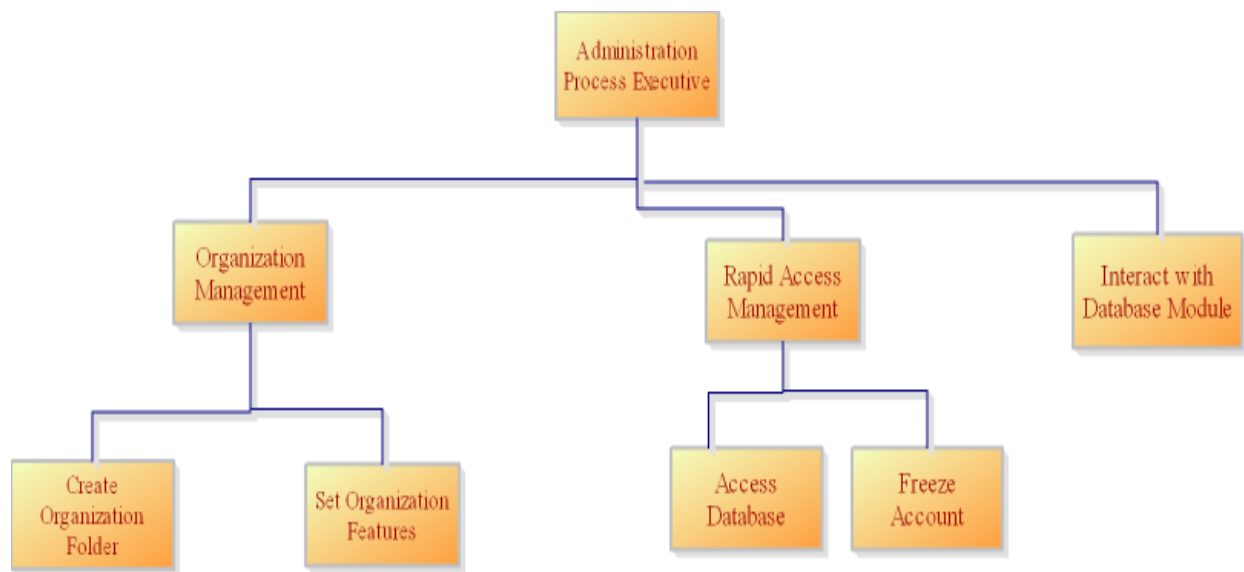 Administration
Process Executive
Organization
Management
Rapid Access
Management
Interact with
Database Module
Create
Organization
Folder
Set Organization
Features
Access
Database
Freeze
Account